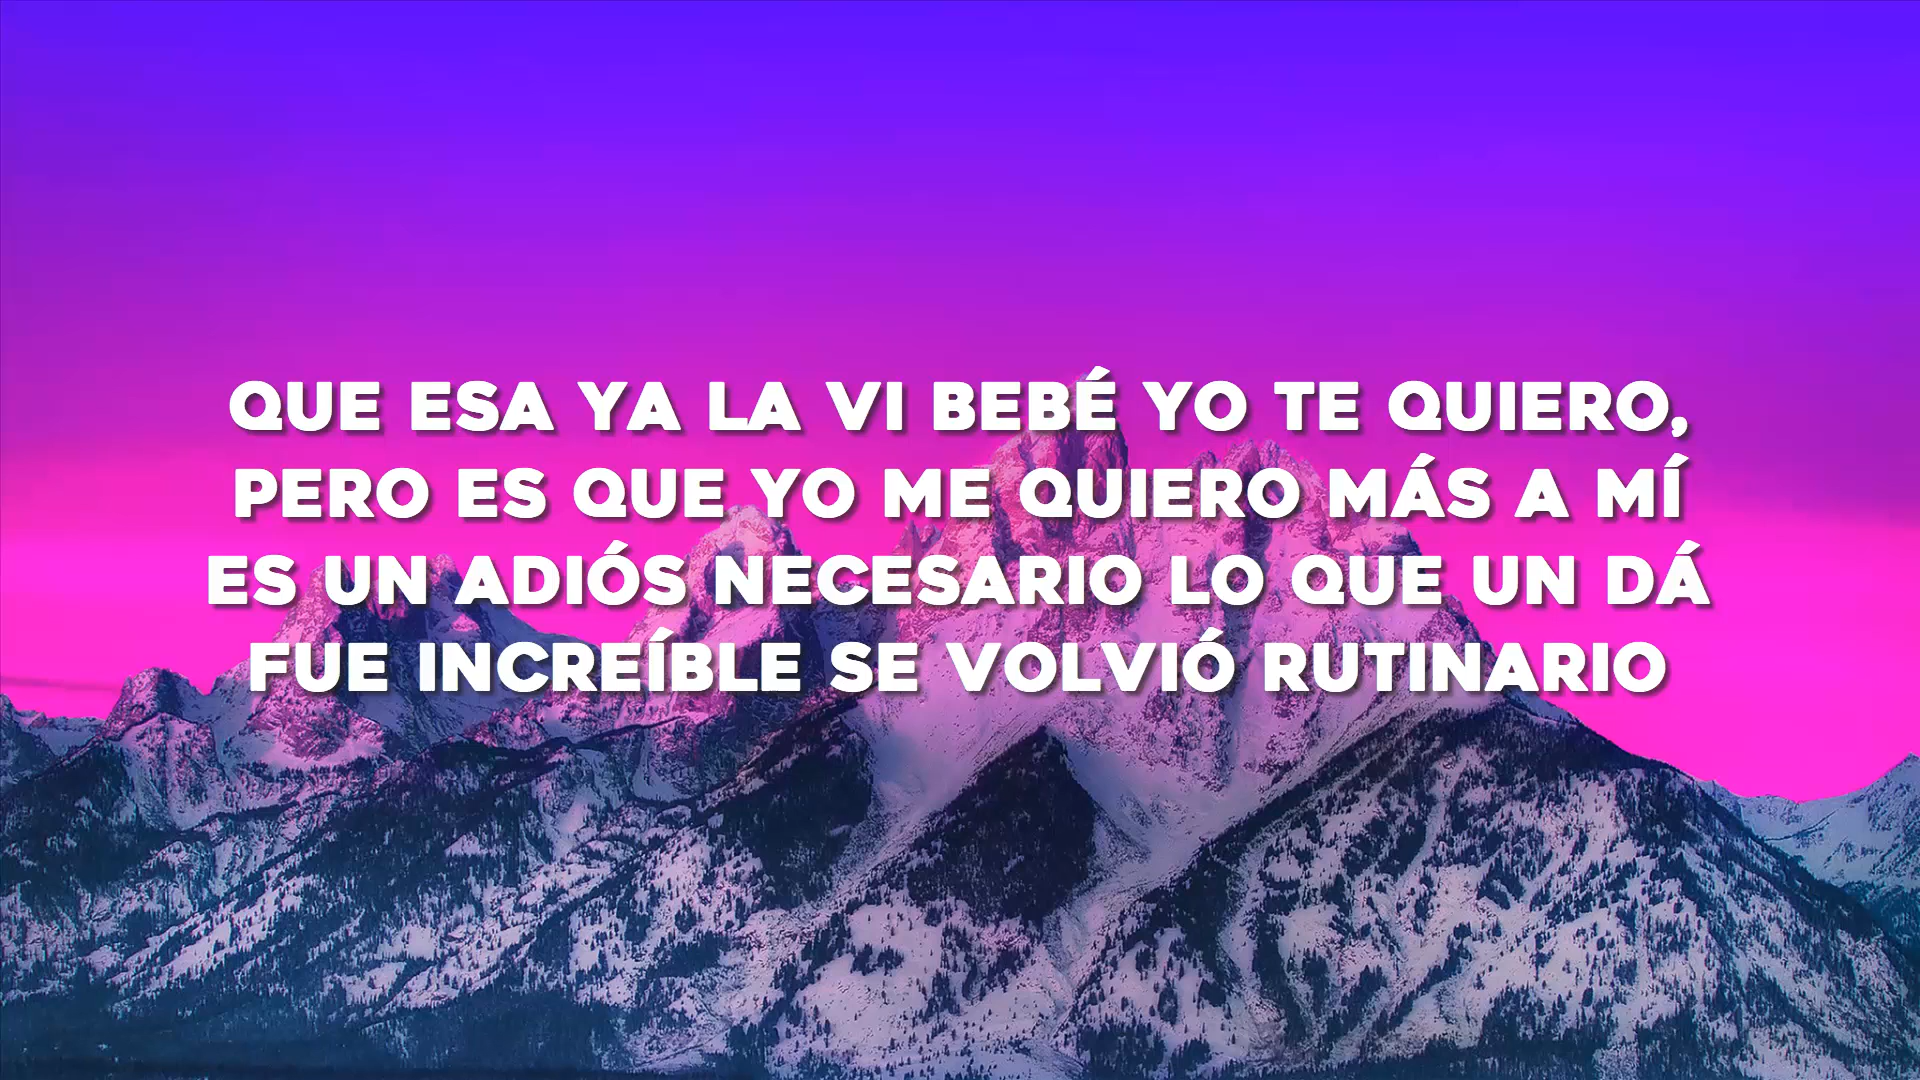 QUE ESA YA LA VI BEBÉ YO TE QUIERO,
PERO ES QUE YO ME QUIERO MÁS A MÍ
ES UN ADIÓS NECESARIO LO QUE UN DÁ
FUE INCREÍBLE SE VOLVIÓ RUTINARIO